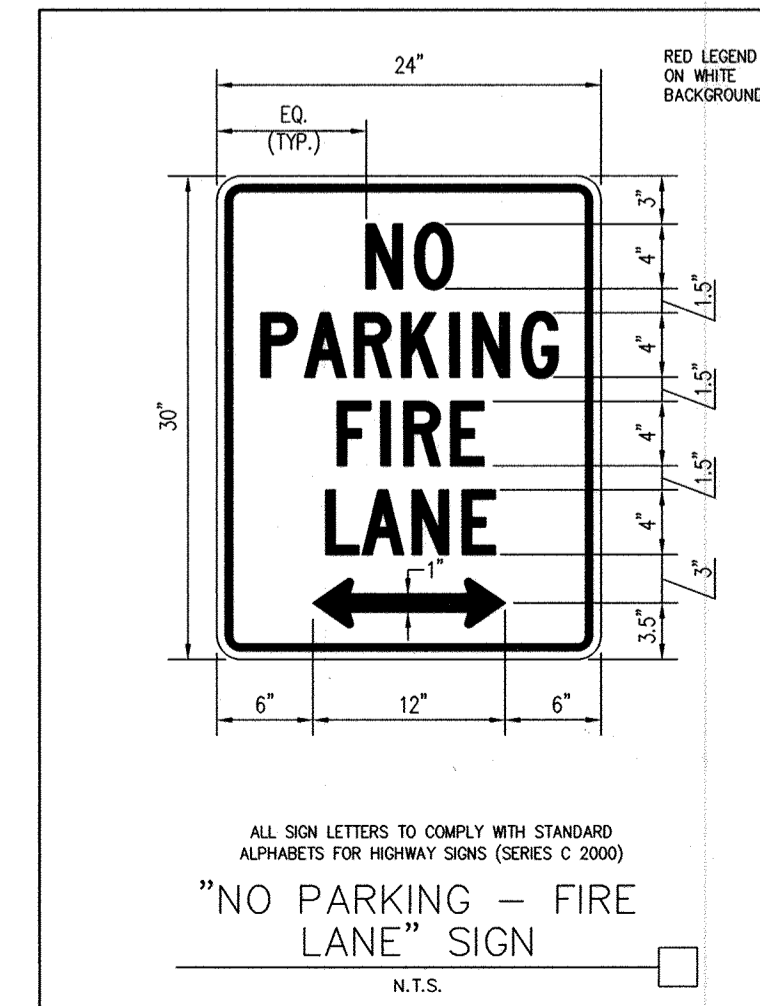 24"
RED LEGEND
ON WHITE
BACKGROUND
EQ.
(TYP.)
3"
4"
1.5"
4"
1.5"
4"
1.5"
4"
3"
3.5"
30"
NO
PARKING
FIRE
LANE
1"
6"
12"
6"
ALL SIGN LETTERS TO COMPLY WITH STANDARD
ALPHABETS FOR HIGHWAY SIGNS (SERIES C 2000)
"NO PARKING – FIRE
LANE" SIGN
N.T.S.